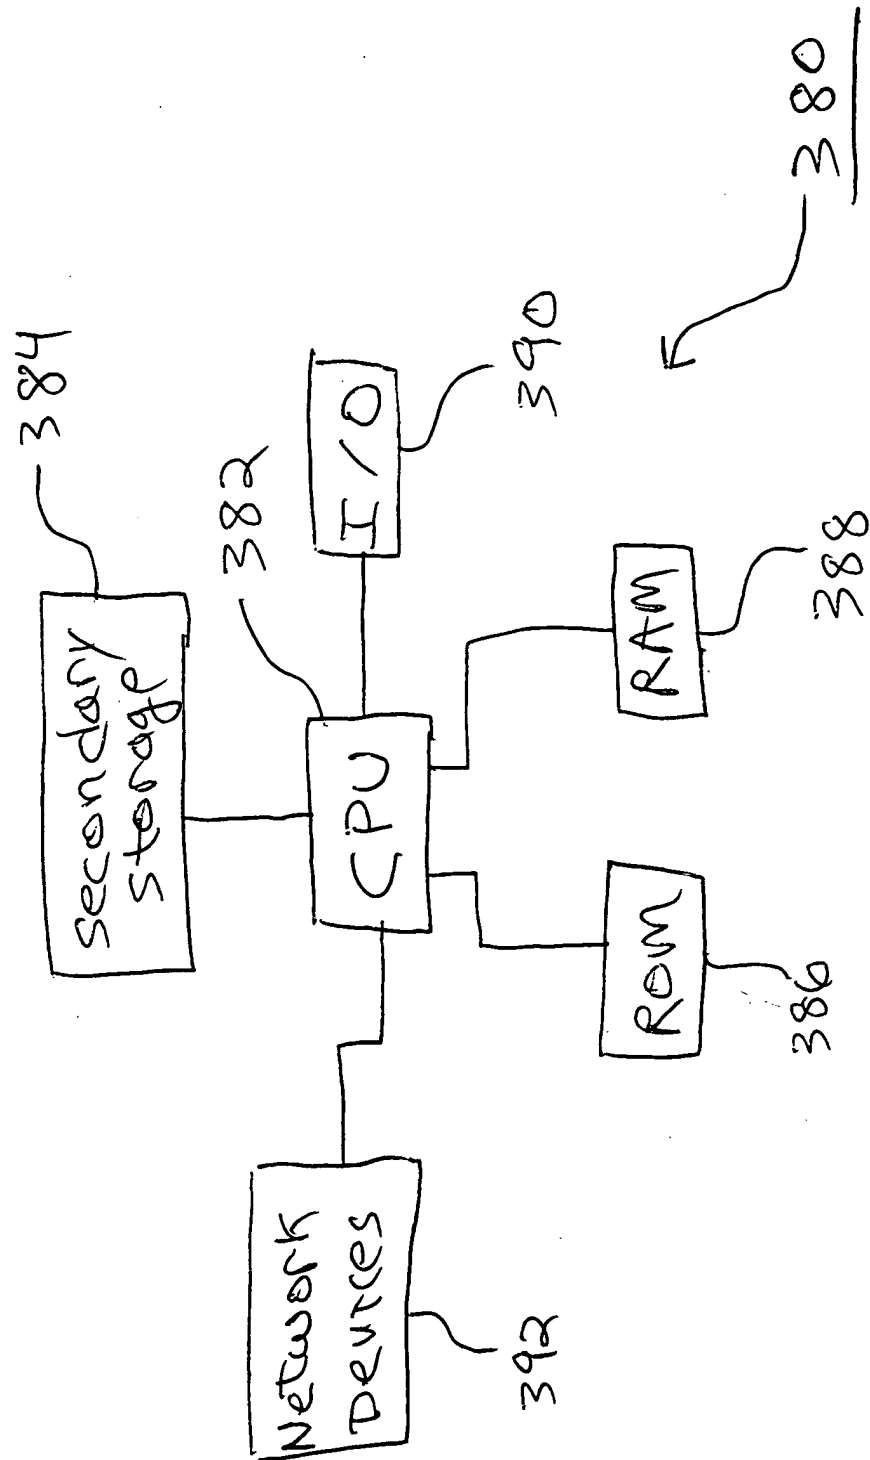 384
Secondary
Storage
382
Network
Devices
CPU
I/O
392
390
ROM
RAM
386
388
380